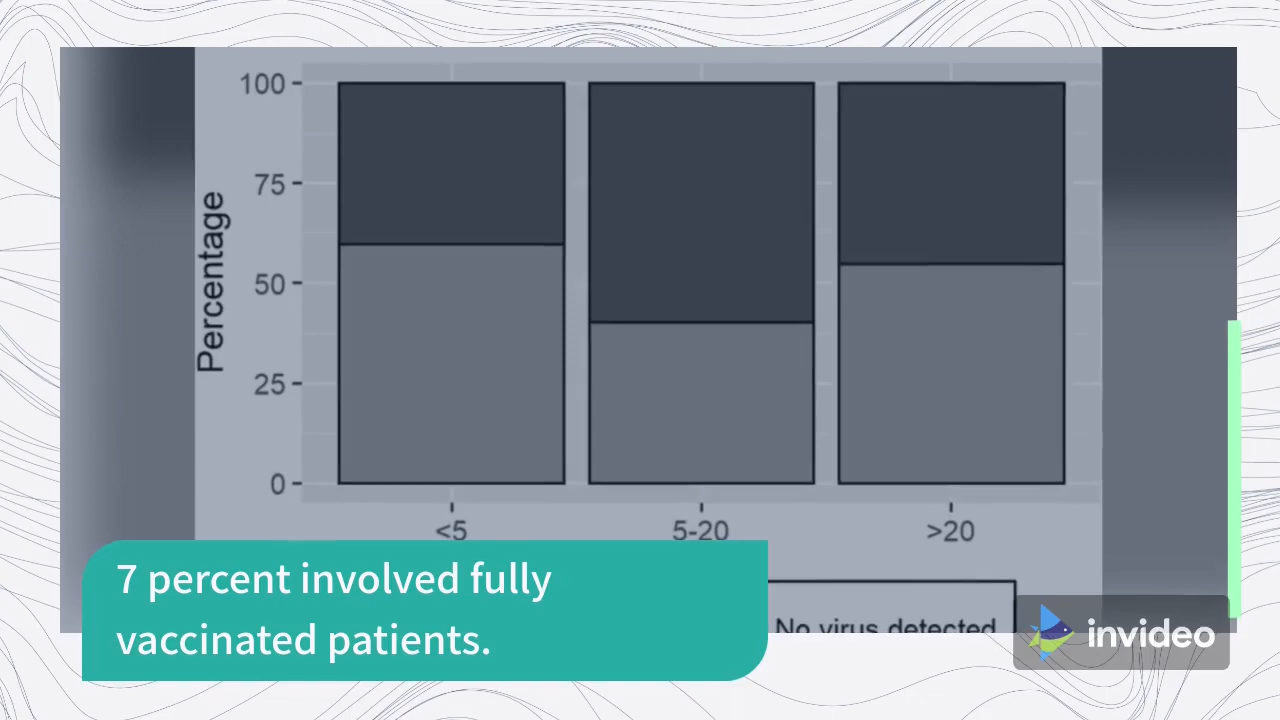 100
75
50
25
0
Percentage
<5
5-20
>20
No virus detected
7 percent involved fully
vaccinated patients.
invideo